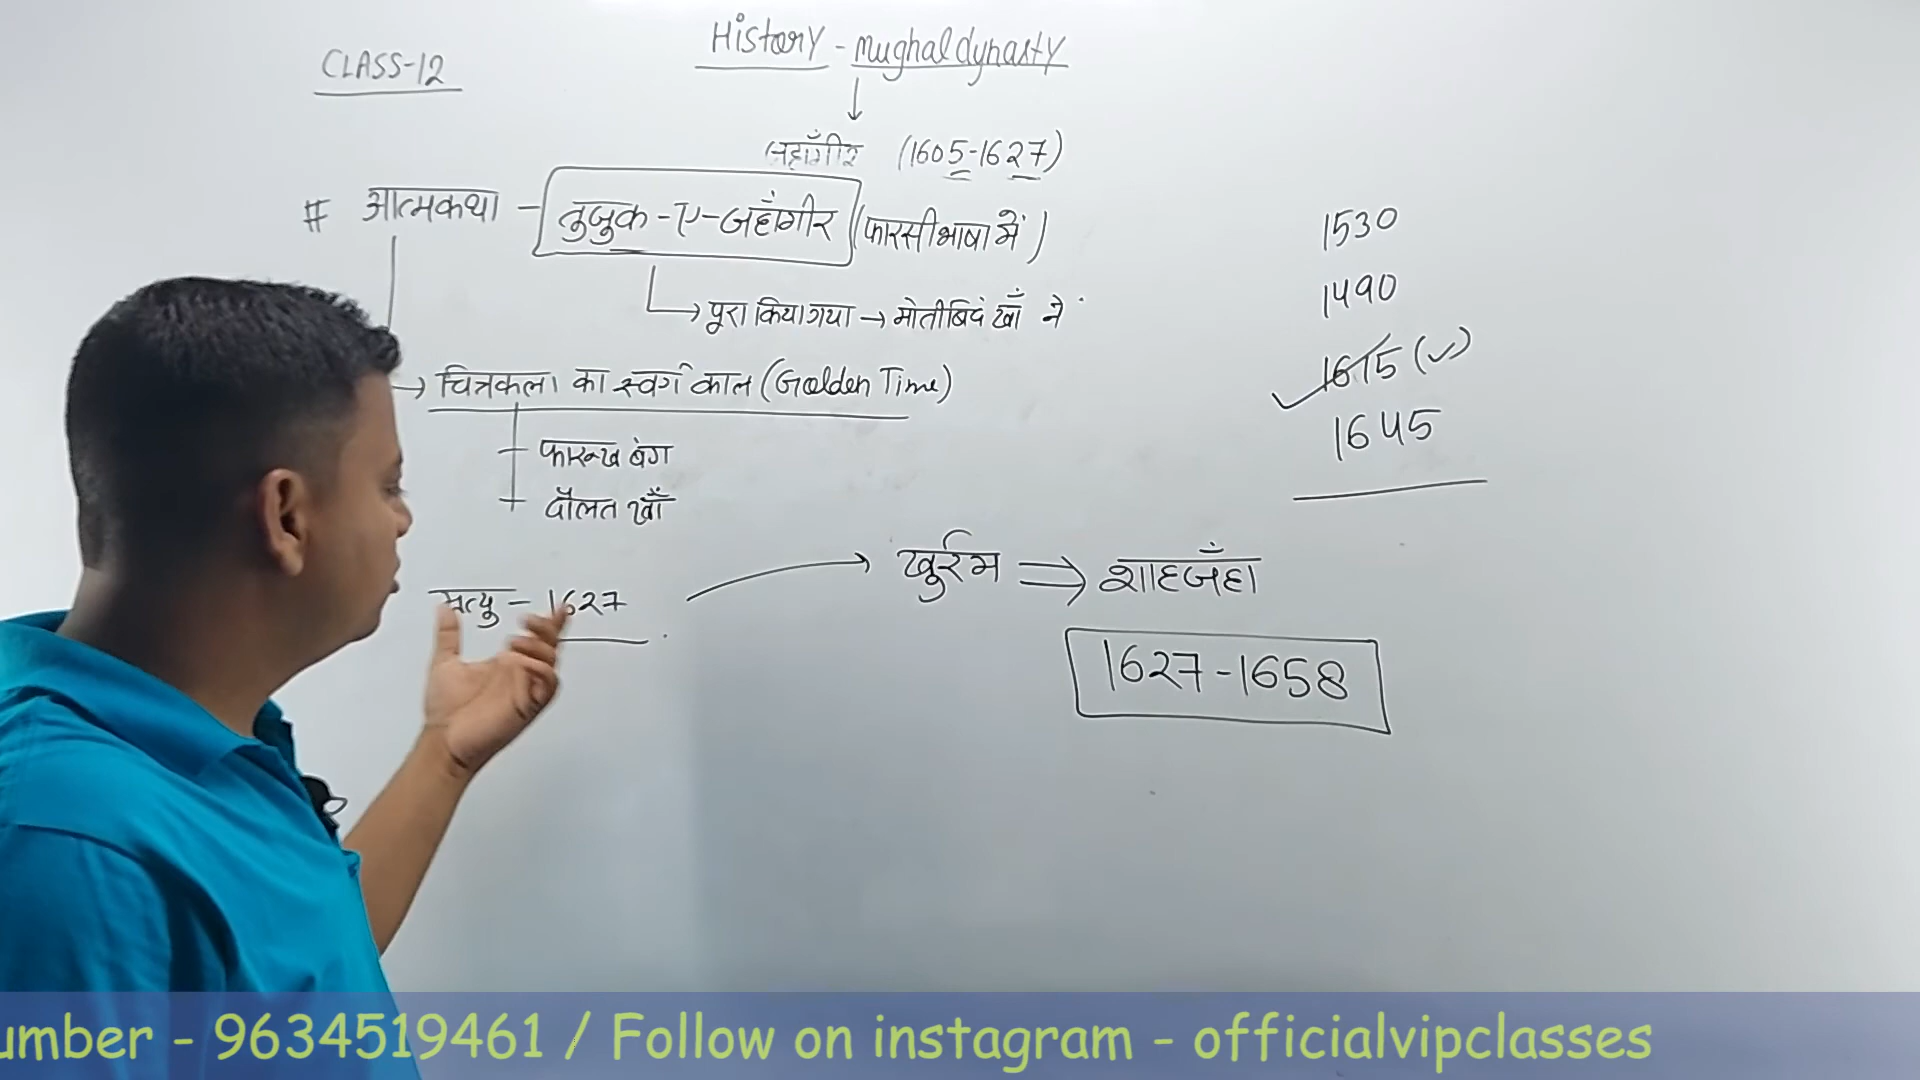 CLASS-12
History - mughal dynasty
जहाँगीर (1605-1627)
# आत्मकथा - तुजुक-ए-जहाँगीर (फारसी भाषा में)
→ पूरा किया गया → मोतीबिंद खाँ ने
→ चित्रकला का स्वर्ण काल (Golden Time)
फारूख बेग
दौलत खाँ
मृत्यु - 1627 → खुर्रम ⇒ शाहजँहा
1627-1658
1530
1490
1615 (✓)
1645
umber - 9634519461 / Follow on instagram - officialvipclasses